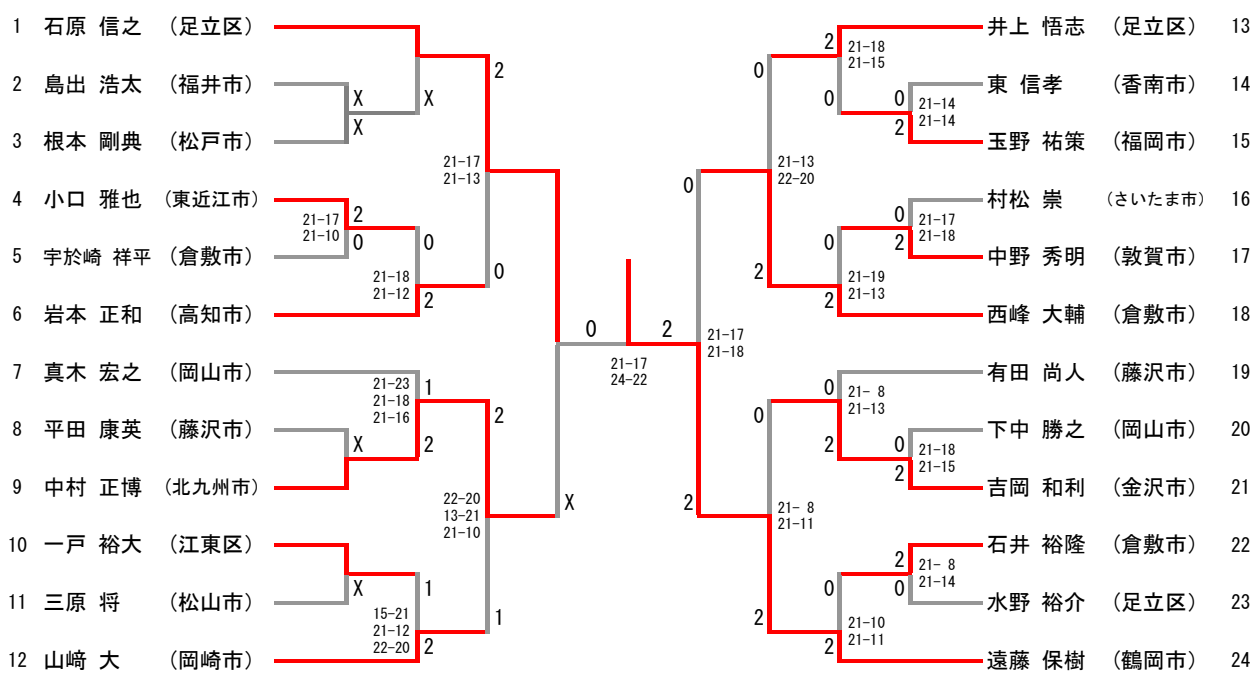 1 石原 信之 (足立区)
2 島出 浩太 (福井市)
3 根本 剛典 (松戸市)
4 小口 雅也 (東近江市)
5 宇於崎 祥平 (倉敷市)
6 岩本 正和 (高知市)
7 真木 宏之 (岡山市)
8 平田 康英 (藤沢市)
9 中村 正博 (北九州市)
10 一戸 裕大 (江東区)
11 三原 将 (松山市)
12 山﨑 大 (岡崎市)
X
X
X
2
21-17
21-13
21-17
21-10
2
0
0
21-18
21-12
2
0
21-23
21-18
21-16
1
X
2
2
22-20
13-21
21-10
X
X
1
15-21
21-12
22-20
2
1
0
2
21-17
24-22
井上 悟志 (足立区) 13
東 信孝 (香南市) 14
玉野 祐策 (福岡市) 15
村松 崇 (さいたま市) 16
中野 秀明 (敦賀市) 17
西峰 大輔 (倉敷市) 18
有田 尚人 (藤沢市) 19
下中 勝之 (岡山市) 20
吉岡 和利 (金沢市) 21
石井 裕隆 (倉敷市) 22
水野 裕介 (足立区) 23
遠藤 保樹 (鶴岡市) 24
2
21-18
21-15
0
0
0
21-14
21-14
2
21-13
22-20
0
0
21-17
21-18
2
0
21-19
21-13
2
2
21-17
21-18
0
21- 8
21-13
0
0
21-18
21-15
2
2
21- 8
21-11
2
2
21- 8
21-14
0
0
21-10
21-11
2
2